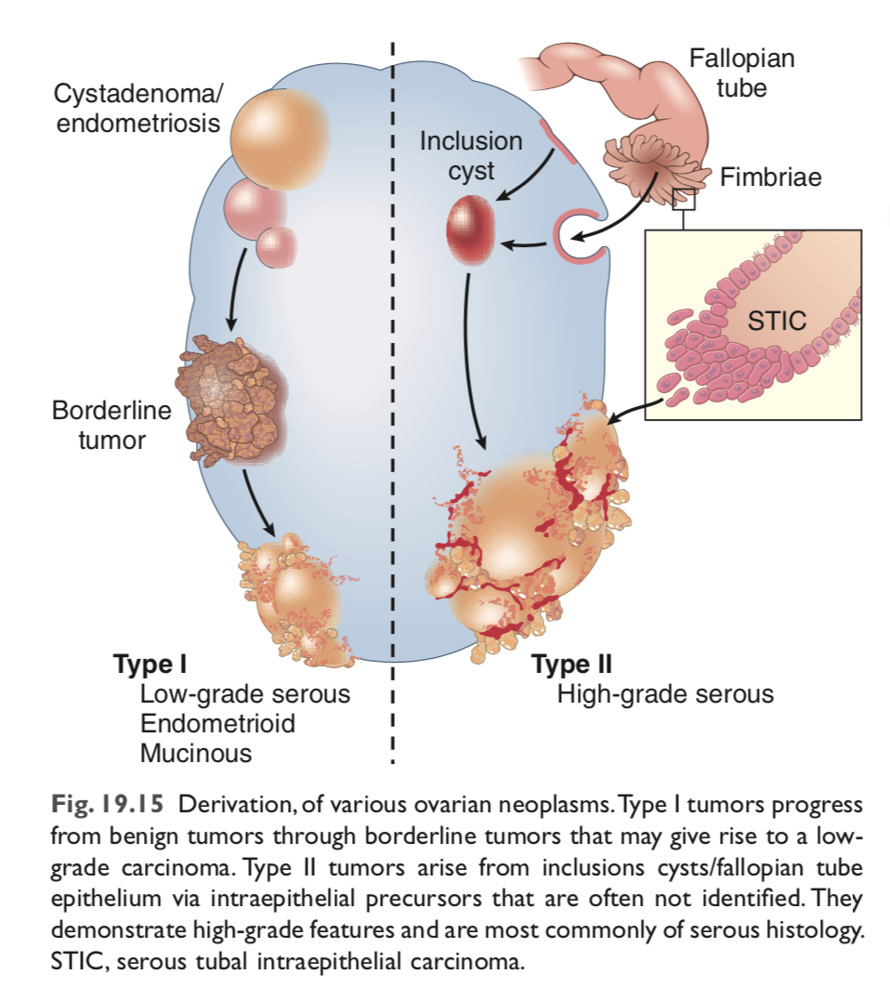 Cystadenoma/
endometriosis
Fallopian
tube
Inclusion
cyst
Fimbriae
STIC
Borderline
tumor
Type I
Low-grade serous
Endometrioid
Mucinous
Type II
High-grade serous
Fig. 19.15 Derivation, of various ovarian neoplasms. Type I tumors progress
from benign tumors through borderline tumors that may give rise to a low-
grade carcinoma. Type II tumors arise from inclusions cysts/fallopian tube
epithelium via intraepithelial precursors that are often not identified. They
demonstrate high-grade features and are most commonly of serous histology.
STIC, serous tubal intraepithelial carcinoma.